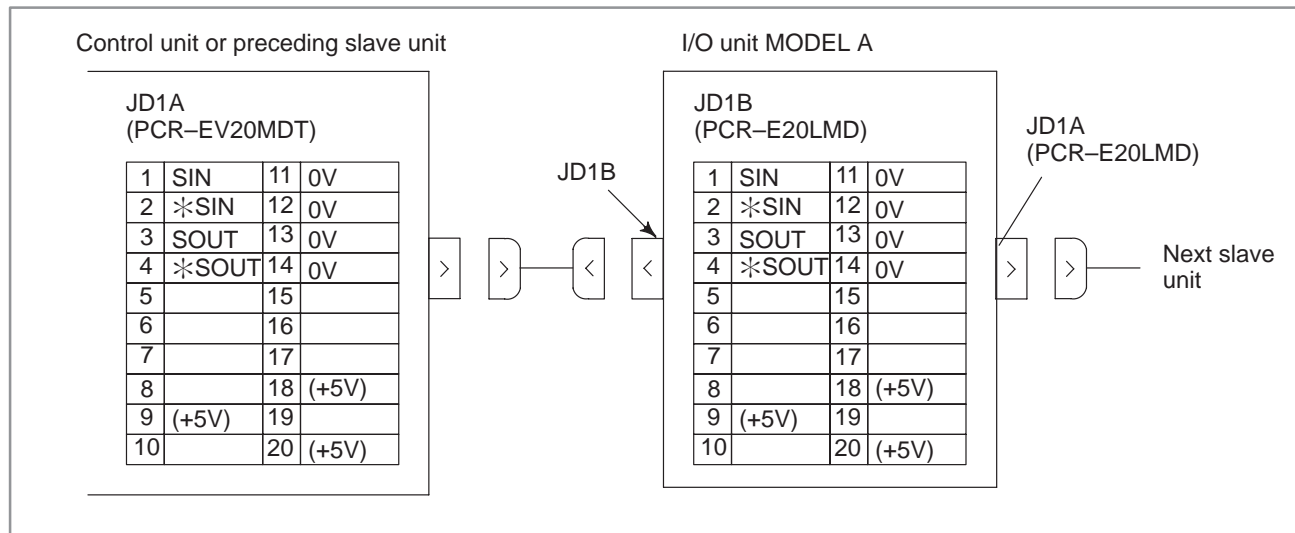 Control unit or preceding slave unit
I/O unit MODEL A
JD1A
(PCR–EV20MDT)
1 SIN 11 0V
2 ✳SIN 12 0V
3 SOUT 13 0V
4 ✳SOUT 14 0V
5 15
6 16
7 17
8 18 (+5V)
9 (+5V) 19
10 20 (+5V)
> > < <
JD1B
JD1B
(PCR–E20LMD)
1 SIN 11 0V
2 ✳SIN 12 0V
3 SOUT 13 0V
4 ✳SOUT 14 0V
5 15
6 16
7 17
8 18 (+5V)
9 (+5V) 19
10 20 (+5V)
JD1A
(PCR–E20LMD)
> >
Next slave
unit